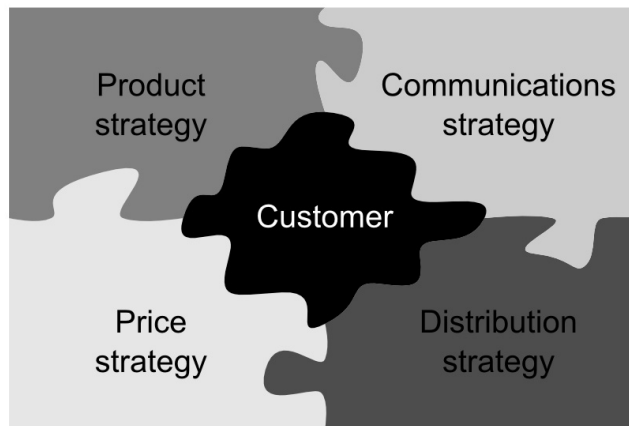 Product
strategy
Communications
strategy
Customer
Price
strategy
Distribution
strategy